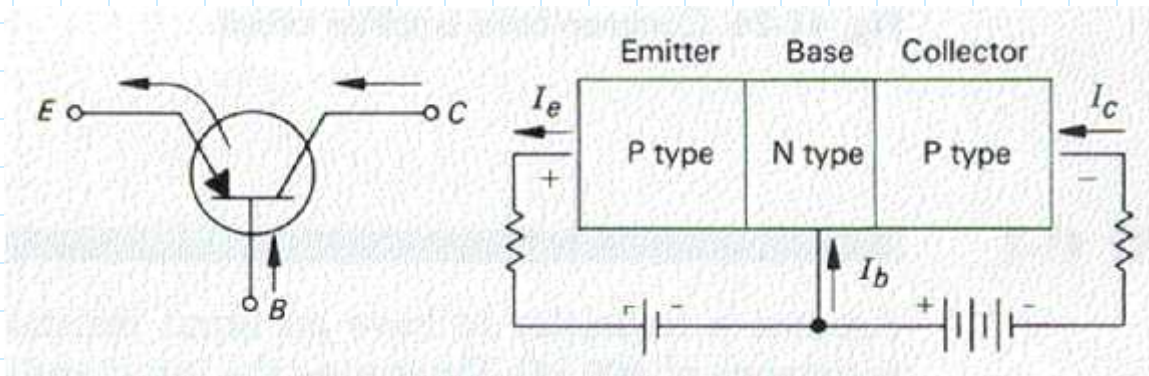 Emitter Base Collector
E
C
B
I_e
P type
N type
P type
I_c
+
−
I_b
−
+
−